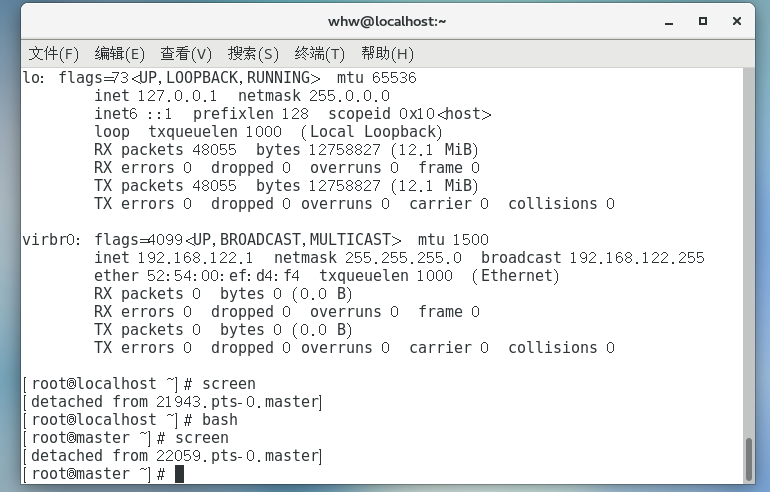 whw@localhost:~
文件(F) 编辑(E) 查看(V) 搜索(S) 终端(T) 帮助(H)
lo: flags=73<UP,LOOPBACK,RUNNING> mtu 65536
inet 127.0.0.1 netmask 255.0.0.0
inet6 ::1 prefixlen 128 scopeid 0x10<host>
loop txqueuelen 1000 (Local Loopback)
RX packets 48055 bytes 12758827 (12.1 MiB)
RX errors 0 dropped 0 overruns 0 frame 0
TX packets 48055 bytes 12758827 (12.1 MiB)
TX errors 0 dropped 0 overruns 0 carrier 0 collisions 0
virbr0: flags=4099<UP,BROADCAST,MULTICAST> mtu 1500
inet 192.168.122.1 netmask 255.255.255.0 broadcast 192.168.122.255
ether 52:54:00:ef:d4:f4 txqueuelen 1000 (Ethernet)
RX packets 0 bytes 0 (0.0 B)
RX errors 0 dropped 0 overruns 0 frame 0
TX packets 0 bytes 0 (0.0 B)
TX errors 0 dropped 0 overruns 0 carrier 0 collisions 0
[root@localhost ~]# screen
[detached from 21943.pts-0.master]
[root@localhost ~]# bash
[root@master ~]# screen
[detached from 22059.pts-0.master]
[root@master ~]#